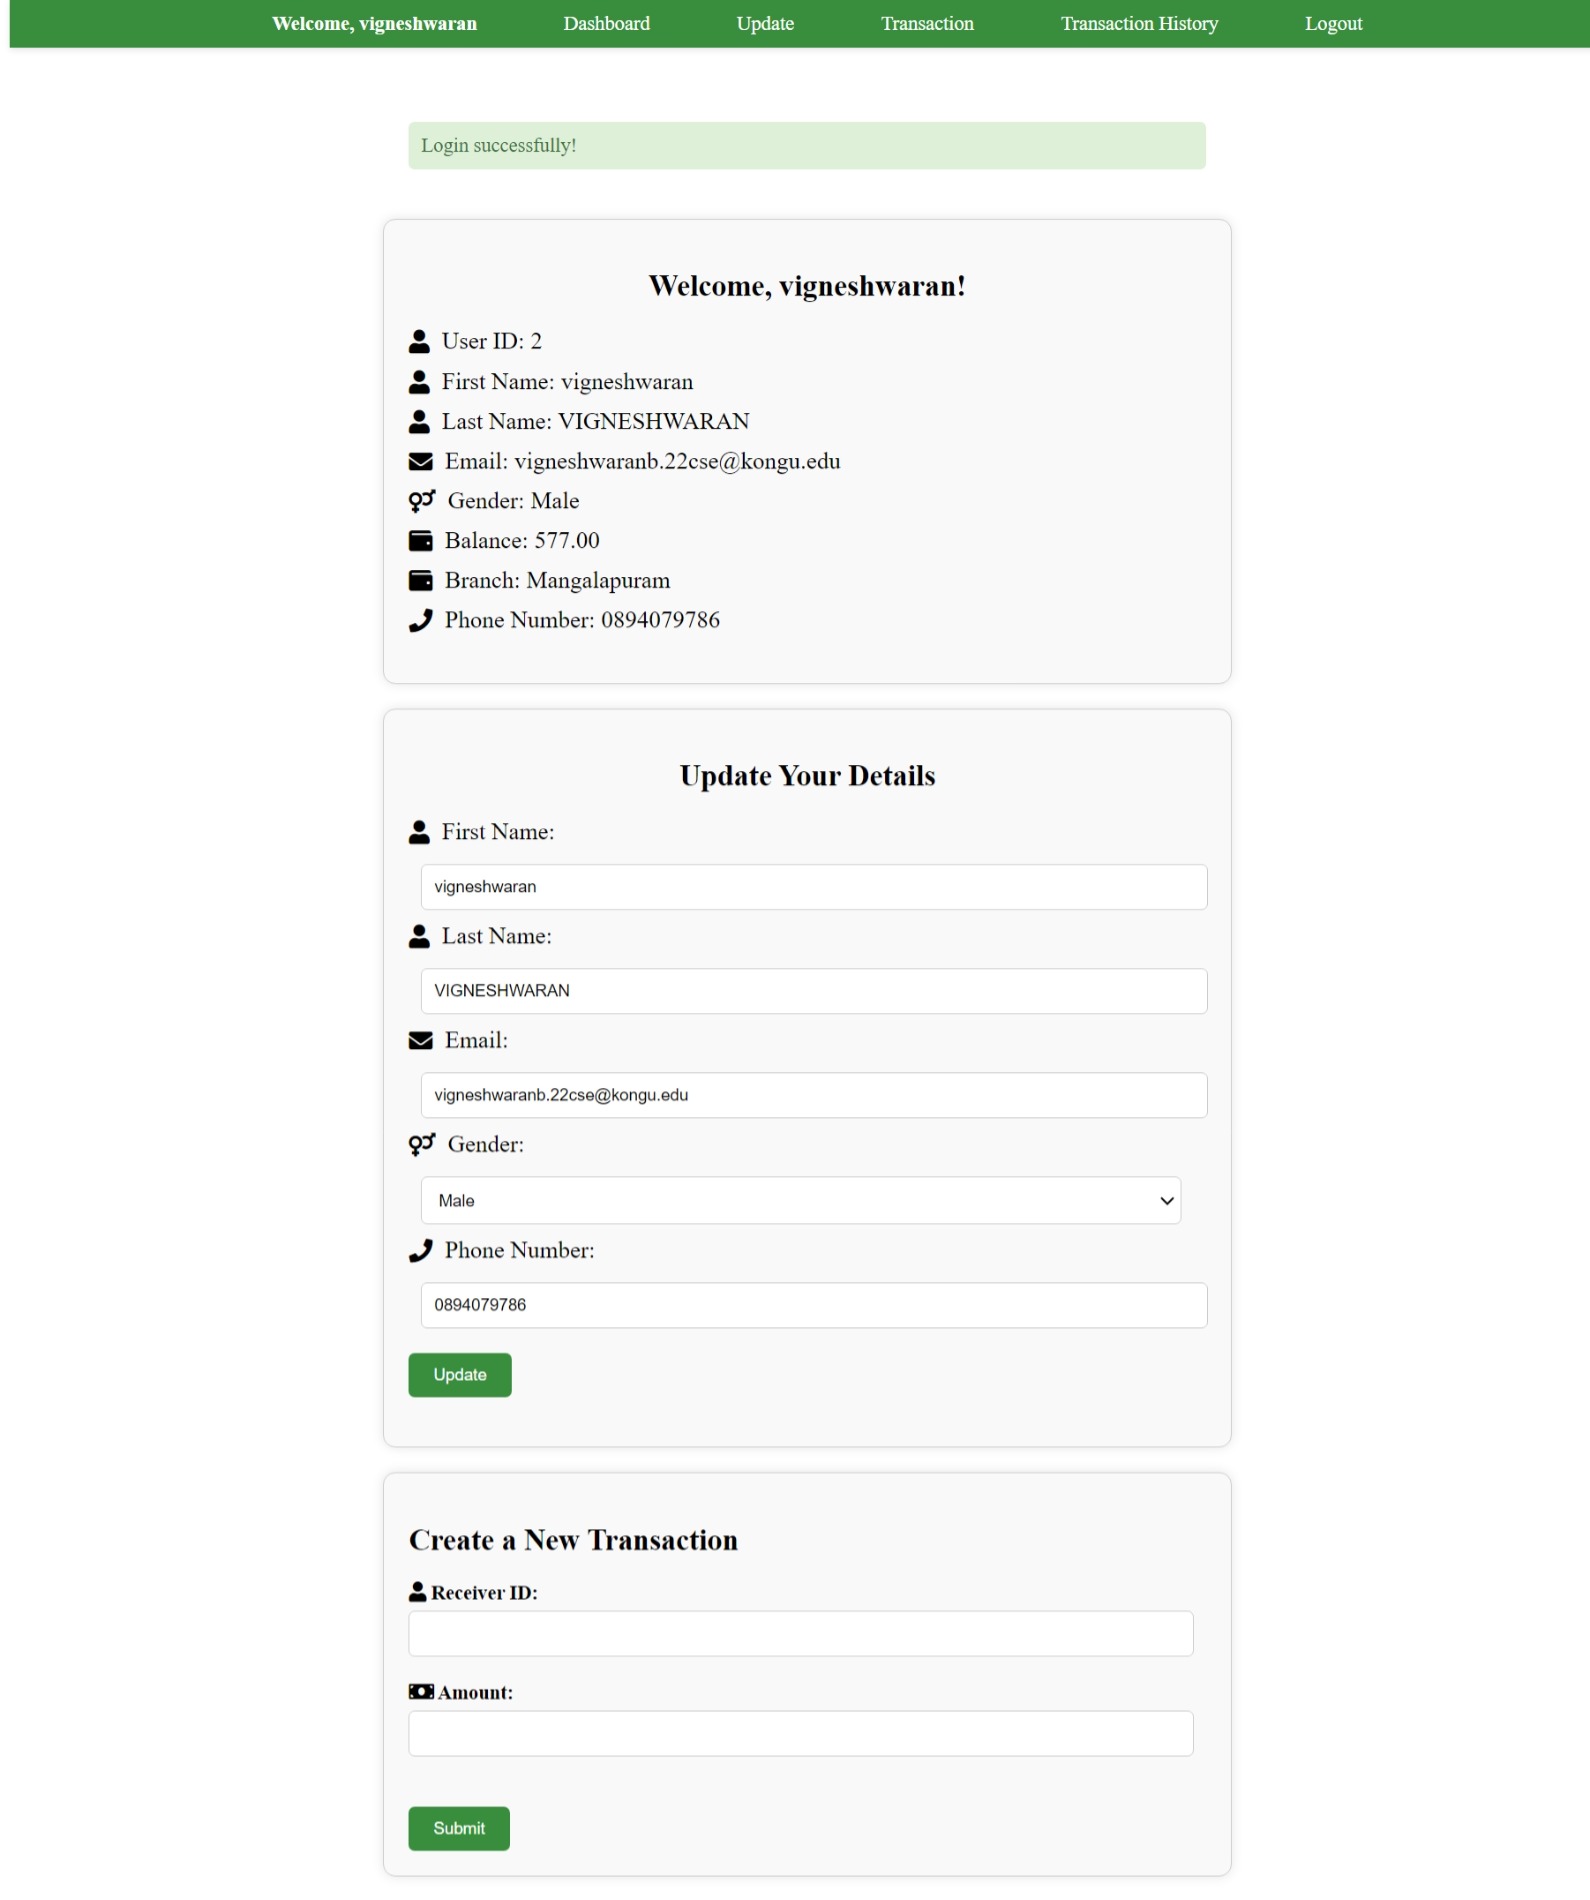 Welcome, vigneshwaran Dashboard Update Transaction Transaction History Logout
Login successfully!
Welcome, vigneshwaran!
User ID: 2
First Name: vigneshwaran
Last Name: VIGNESHWARAN
Email: vigneshwaranb.22cse@kongu.edu
Gender: Male
Balance: 577.00
Branch: Mangalapuram
Phone Number: 0894079786
Update Your Details
First Name:
vigneshwaran
Last Name:
VIGNESHWARAN
Email:
vigneshwaranb.22cse@kongu.edu
Gender:
Male
Phone Number:
0894079786
Update
Create a New Transaction
Receiver ID:
Amount:
Submit